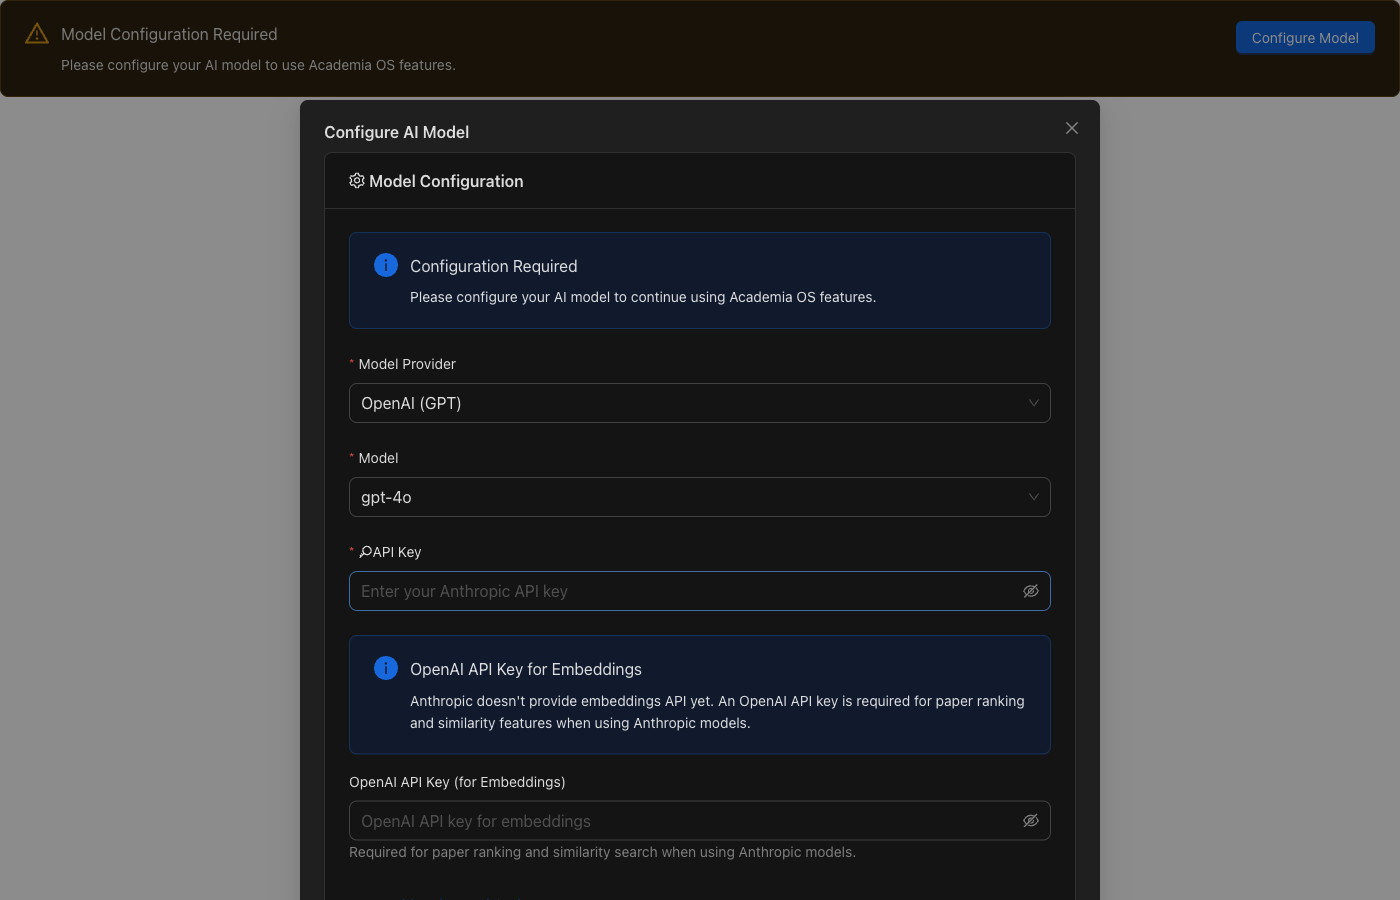 Model Configuration Required
Please configure your AI model to use Academia OS features.
Configure Model
Configure AI Model
Model Configuration
Configuration Required
Please configure your AI model to continue using Academia OS features.
* Model Provider
OpenAI (GPT)
* Model
gpt-4o
* API Key
Enter your Anthropic API key
OpenAI API Key for Embeddings
Anthropic doesn't provide embeddings API yet. An OpenAI API key is required for paper ranking
and similarity features when using Anthropic models.
OpenAI API Key (for Embeddings)
OpenAI API key for embeddings
Required for paper ranking and similarity search when using Anthropic models.